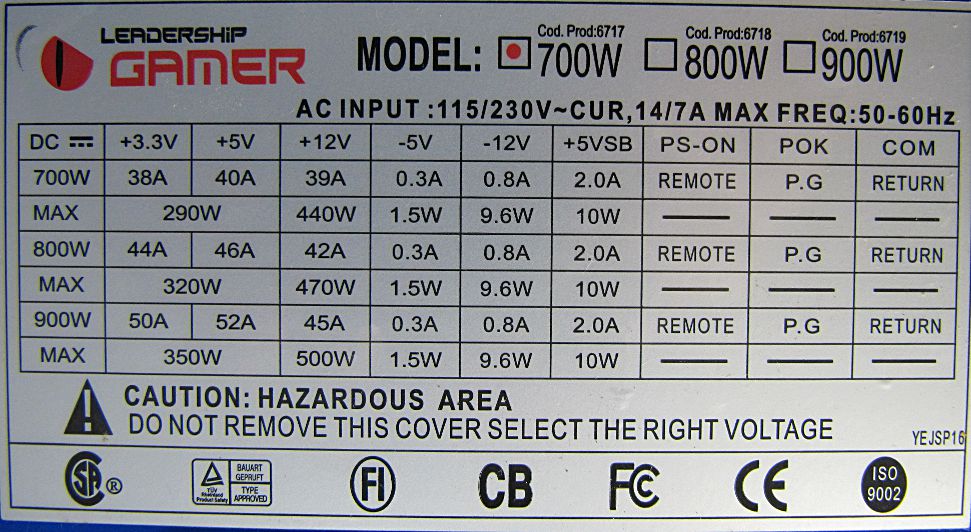 LEADERSHIP
GAMER
MODEL: Cod. Prod:6717 700W Cod. Prod:6718 800W Cod. Prod:6719 900W
AC INPUT :115/230V~CUR,14/7A MAX FREQ:50-60Hz
DC +3.3V +5V +12V -5V -12V +5VSB PS-ON POK COM
700W 38A 40A 39A 0.3A 0.8A 2.0A REMOTE P.G RETURN
MAX 290W 440W 1.5W 9.6W 10W
800W 44A 46A 42A 0.3A 0.8A 2.0A REMOTE P.G RETURN
MAX 320W 470W 1.5W 9.6W 10W
900W 50A 52A 45A 0.3A 0.8A 2.0A REMOTE P.G RETURN
MAX 350W 500W 1.5W 9.6W 10W
CAUTION: HAZARDOUS AREA
DO NOT REMOVE THIS COVER SELECT THE RIGHT VOLTAGE
YEJSP16
SA ®
TÜV
Rheinland
Product Safety
BAUART
GEPRUFT
TYPE
APPROVED
FI
CB
FC
CE
ISO
9002